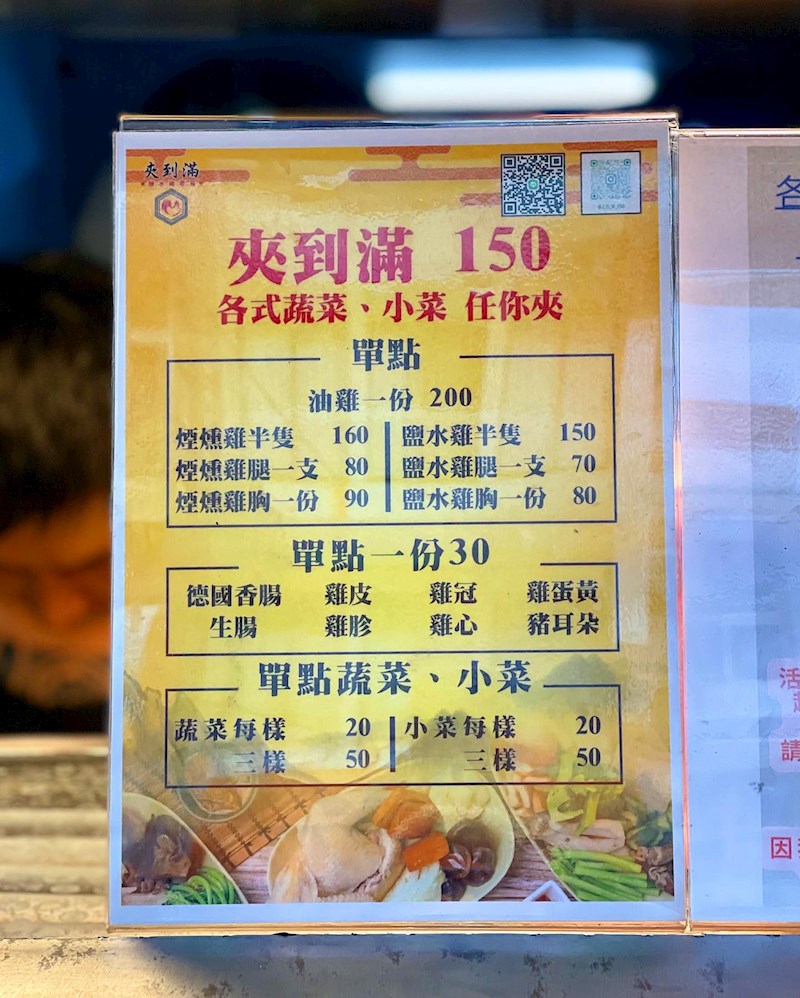 夾到滿
夾到滿 150
各式蔬菜、小菜 任你夾
單點
油雞一份 200
煙燻雞半隻 160 鹽水雞半隻 150
煙燻雞腿一支 80 鹽水雞腿一支 70
煙燻雞胸一份 90 鹽水雞胸一份 80
單點一份30
德國香腸 雞皮 雞冠 雞蛋黃
生腸 雞胗 雞心 豬耳朵
單點蔬菜、小菜
蔬菜每樣 20 小菜每樣 20
三樣 50 三樣 50
各
活
請
因